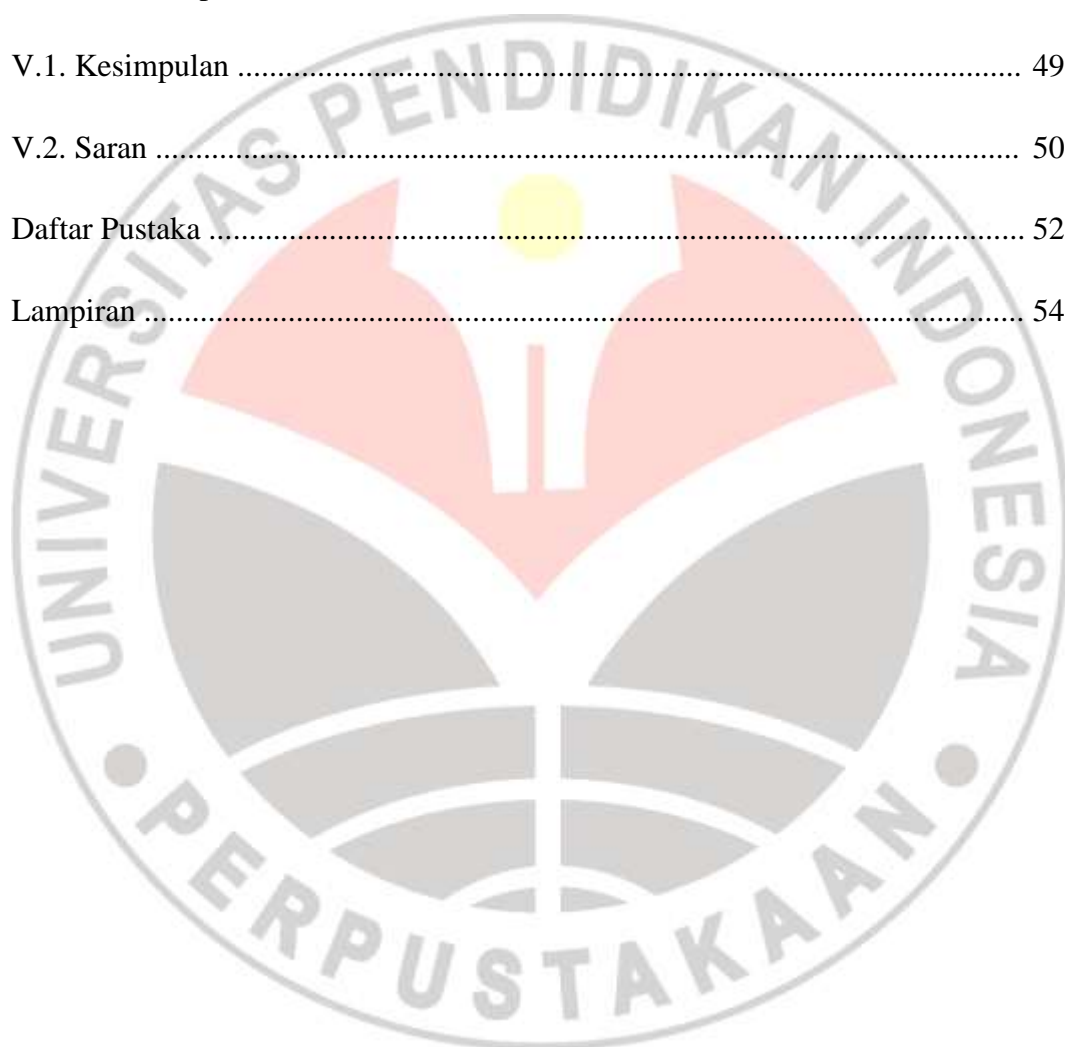 V.1. Kesimpulan ........................................................................................... 49
V.2. Saran .................................................................................................... 50
Daftar Pustaka .............................................................................................. 52
Lampiran ...................................................................................................... 54
UNIVERSITAS PENDIDIKAN INDONESIA
PERPUSTAKAAN